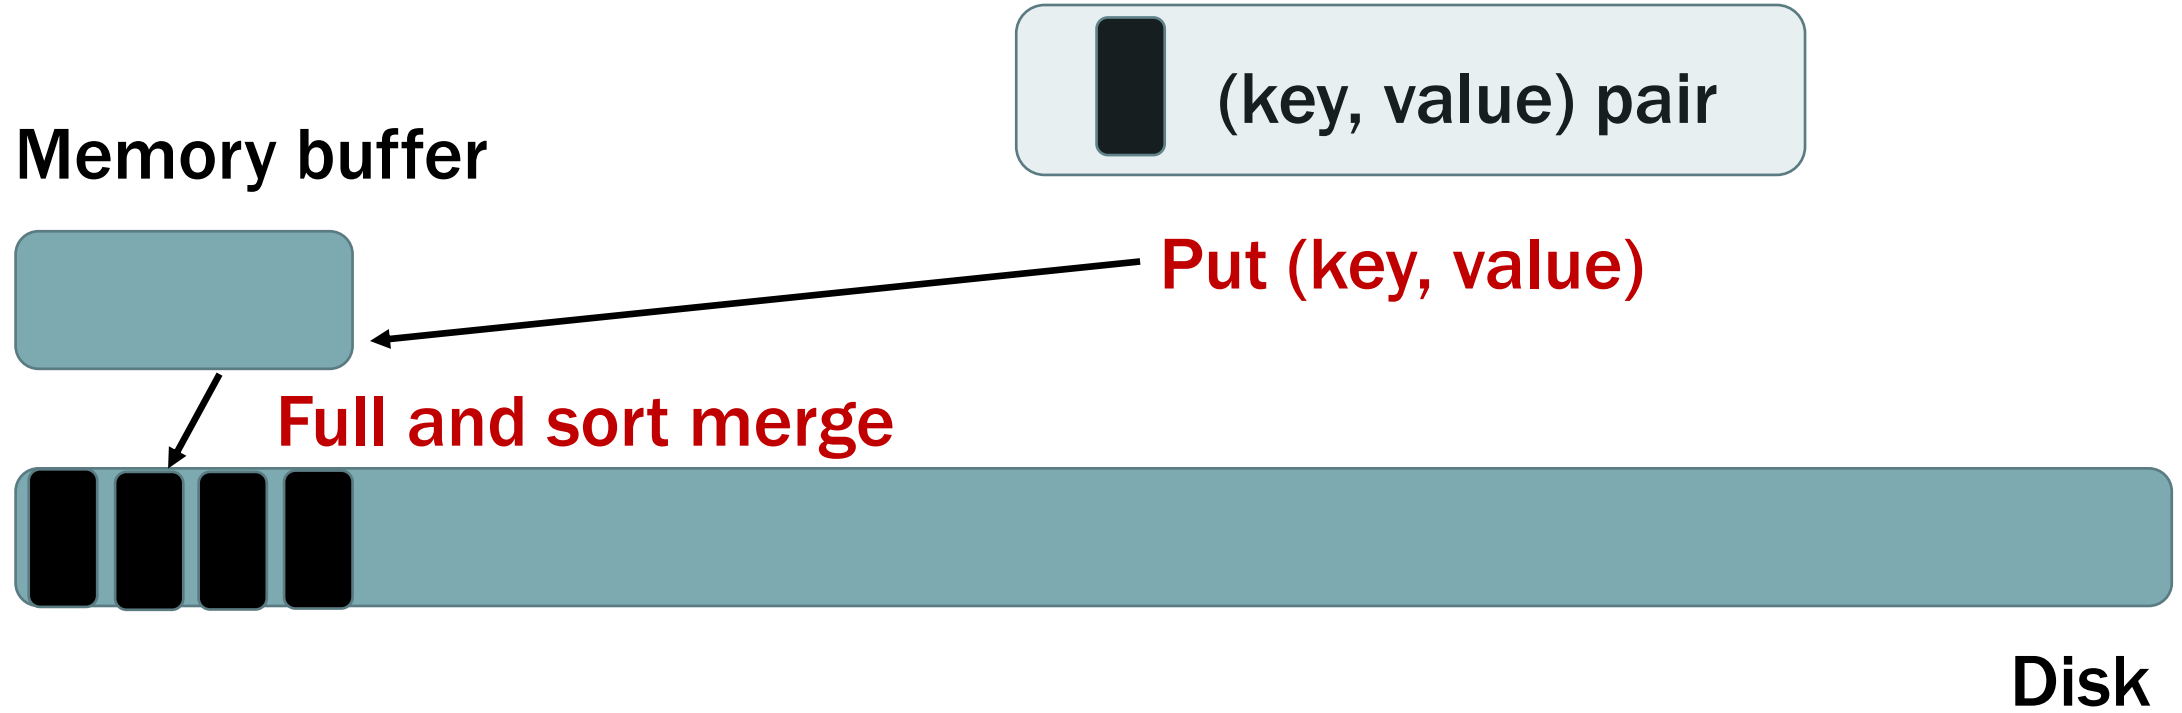 (key, value) pair
Memory buffer
Put (key, value)
Full and sort merge
Disk